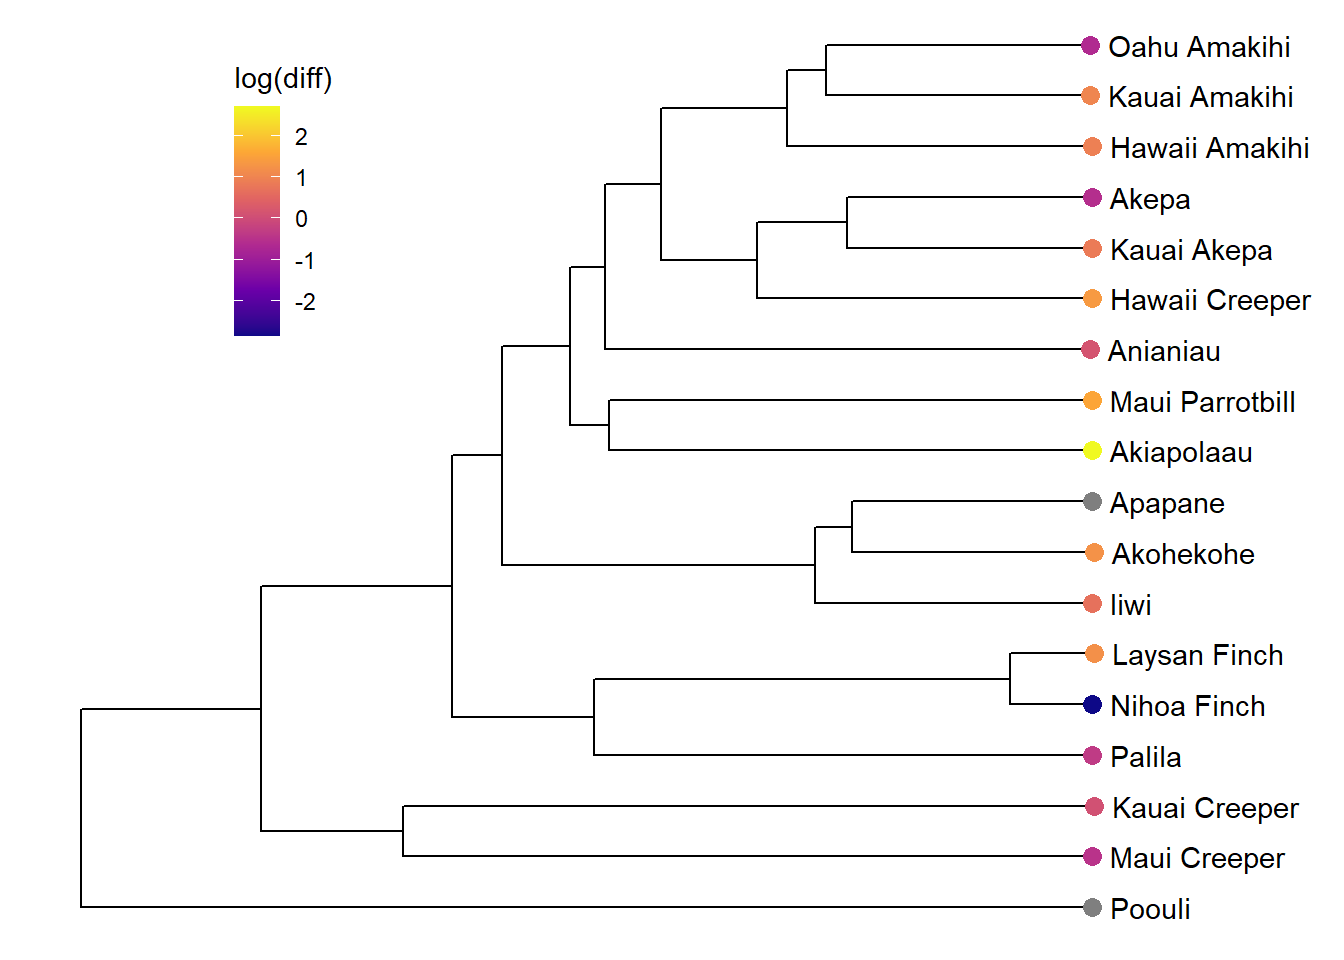 log(diff)
2
1
0
-1
-2
Oahu Amakihi
Kauai Amakihi
Hawaii Amakihi
Akepa
Kauai Akepa
Hawaii Creeper
Anianiau
Maui Parrotbill
Akiapolaau
Apapane
Akohekohe
Iiwi
Laysan Finch
Nihoa Finch
Palila
Kauai Creeper
Maui Creeper
Poouli